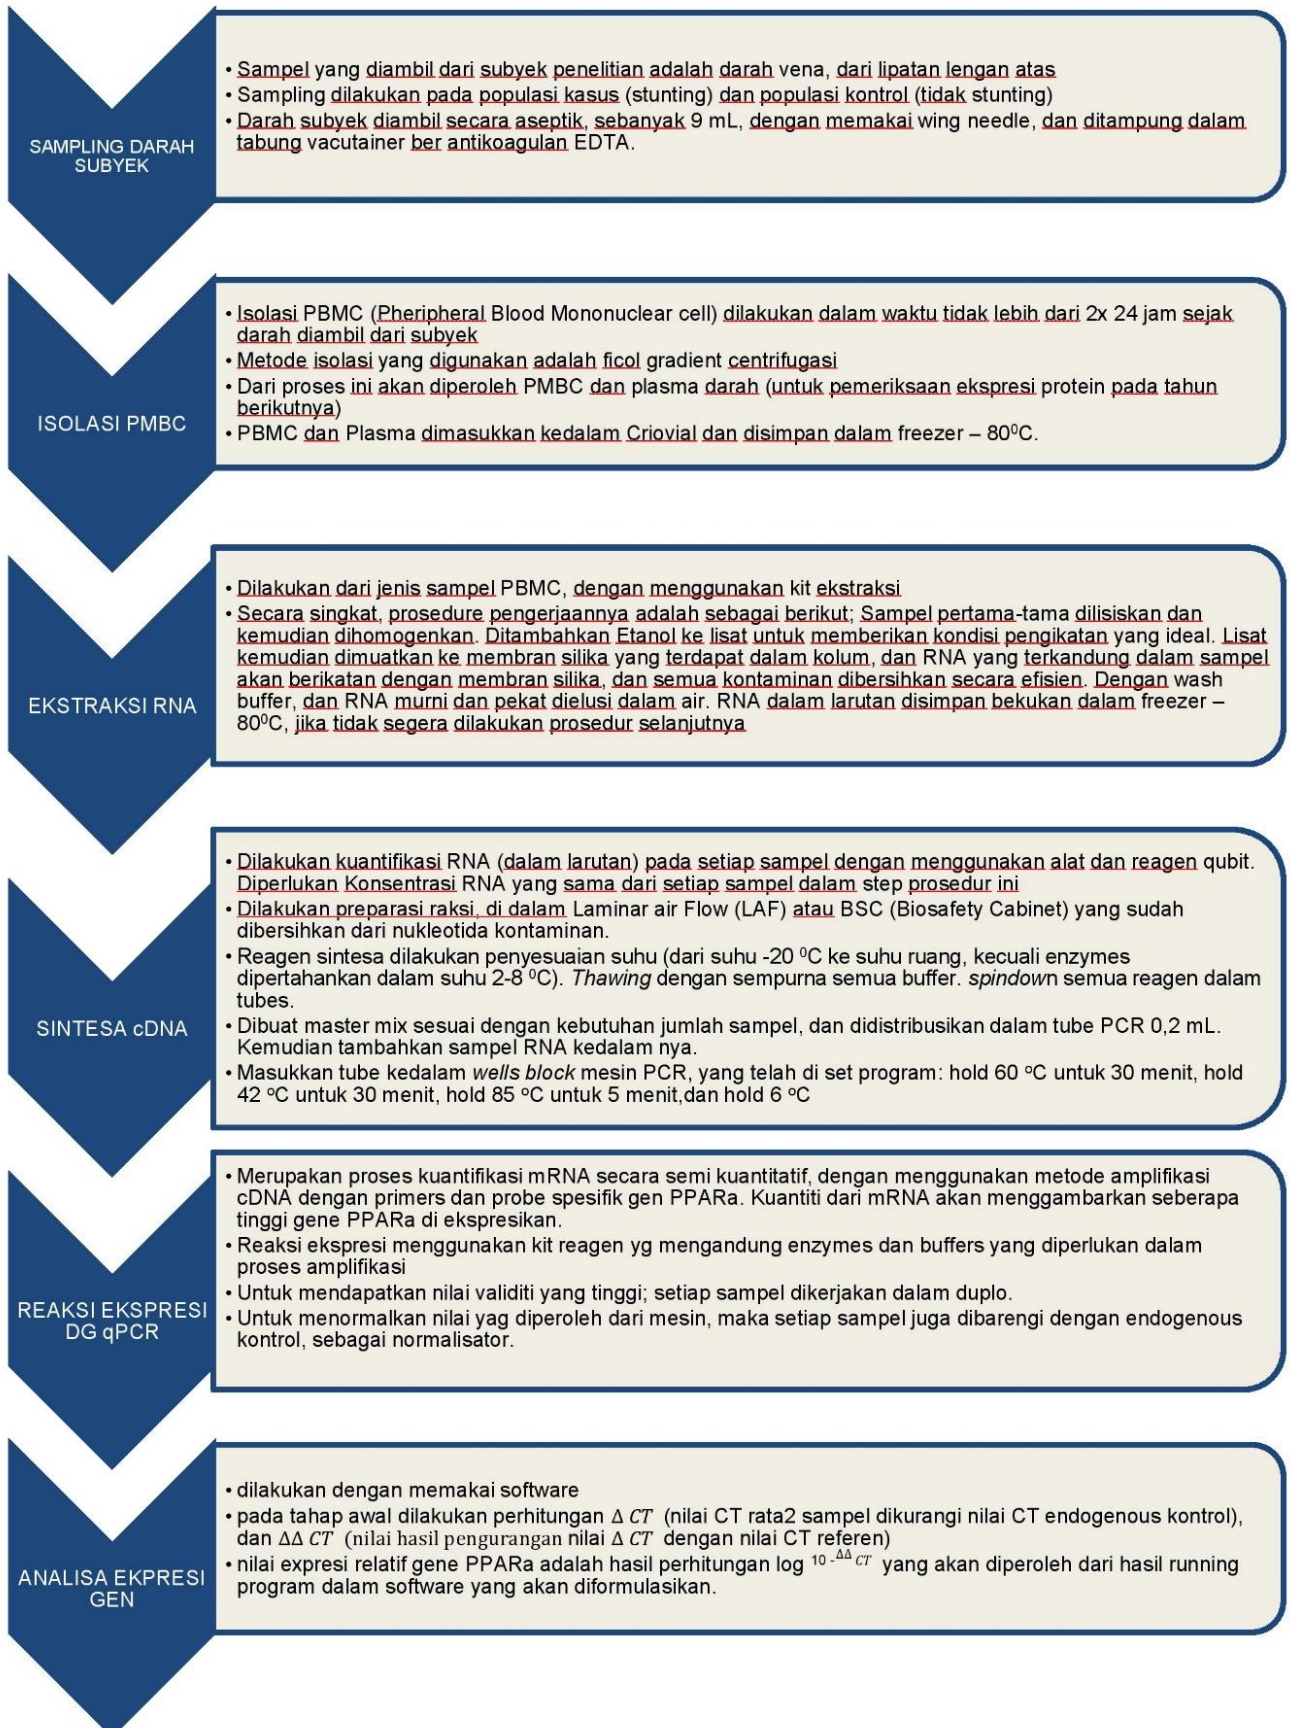 SAMPLING DARAH
SUBYEK
• Sampel yang diambil dari subyek penelitian adalah darah vena, dari lipatan lengan atas
• Sampling dilakukan pada populasi kasus (stunting) dan populasi kontrol (tidak stunting)
• Darah subyek diambil secara aseptik, sebanyak 9 mL, dengan memakai wing needle, dan ditampung dalam
tabung vacutainer ber antikoagulan EDTA.
ISOLASI PMBC
• Isolasi PBMC (Pheripheral Blood Mononuclear cell) dilakukan dalam waktu tidak lebih dari 2x 24 jam sejak
darah diambil dari subyek
• Metode isolasi yang digunakan adalah ficol gradient centrifugasi
• Dari proses ini akan diperoleh PMBC dan plasma darah (untuk pemeriksaan ekspresi protein pada tahun
berikutnya)
• PBMC dan Plasma dimasukkan kedalam Criovial dan disimpan dalam freezer – 80⁰C.
EKSTRAKSI RNA
• Dilakukan dari jenis sampel PBMC, dengan menggunakan kit ekstraksi
• Secara singkat, prosedure pengerjaannya adalah sebagai berikut; Sampel pertama-tama dilisiskan dan
kemudian dihomogenkan. Ditambahkan Etanol ke lisat untuk memberikan kondisi pengikatan yang ideal. Lisat
kemudian dimuatkan ke membran silika yang terdapat dalam kolum, dan RNA yang terkandung dalam sampel
akan berikatan dengan membran silika, dan semua kontaminan dibersihkan secara efisien. Dengan wash
buffer, dan RNA murni dan pekat dielusi dalam air. RNA dalam larutan disimpan bekukan dalam freezer –
80⁰C, jika tidak segera dilakukan prosedur selanjutnya
SINTESA cDNA
• Dilakukan kuantifikasi RNA (dalam larutan) pada setiap sampel dengan menggunakan alat dan reagen qubit.
Diperlukan Konsentrasi RNA yang sama dari setiap sampel dalam step prosedur ini
• Dilakukan preparasi raksi, di dalam Laminar air Flow (LAF) atau BSC (Biosafety Cabinet) yang sudah
dibersihkan dari nukleotida kontaminan.
• Reagen sintesa dilakukan penyesuaian suhu (dari suhu -20 ⁰C ke suhu ruang, kecuali enzymes
dipertahankan dalam suhu 2-8 ⁰C). Thawing dengan sempurna semua buffer. spindown semua reagen dalam
tubes.
• Dibuat master mix sesuai dengan kebutuhan jumlah sampel, dan didistribusikan dalam tube PCR 0,2 mL.
Kemudian tambahkan sampel RNA kedalam nya.
• Masukkan tube kedalam wells block mesin PCR, yang telah di set program: hold 60 ºC untuk 30 menit, hold
42 ºC untuk 30 menit, hold 85 ºC untuk 5 menit,dan hold 6 ºC
REAKSI EKSPRESI
DG qPCR
• Merupakan proses kuantifikasi mRNA secara semi kuantitatif, dengan menggunakan metode amplifikasi
cDNA dengan primers dan probe spesifik gen PPARa. Kuantiti dari mRNA akan menggambarkan seberapa
tinggi gene PPARa di ekspresikan.
• Reaksi ekspresi menggunakan kit reagen yg mengandung enzymes dan buffers yang diperlukan dalam
proses amplifikasi
• Untuk mendapatkan nilai validiti yang tinggi; setiap sampel dikerjakan dalam duplo.
• Untuk menormalkan nilai yag diperoleh dari mesin, maka setiap sampel juga dibarengi dengan endogenous
kontrol, sebagai normalisator.
ANALISA EKPRESI
GEN
• dilakukan dengan memakai software
• pada tahap awal dilakukan perhitungan Δ CT (nilai CT rata2 sampel dikurangi nilai CT endogenous kontrol),
dan ΔΔ CT (nilai hasil pengurangan nilai Δ CT dengan nilai CT referen)
• nilai expresi relatif gene PPARa adalah hasil perhitungan log 10 -ΔΔ CT yang akan diperoleh dari hasil running
program dalam software yang akan diformulasikan.